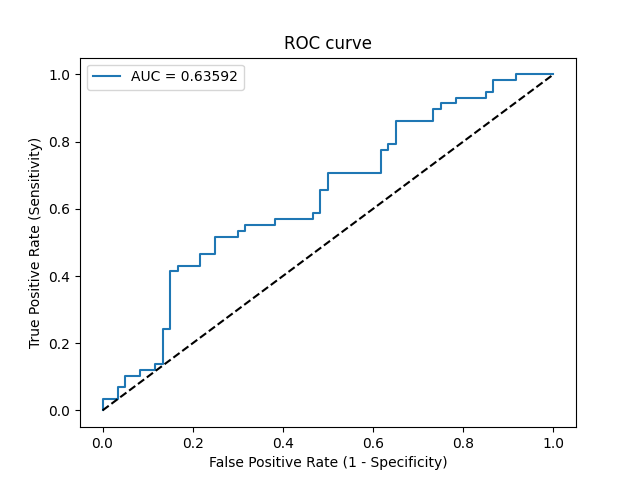 ROC curve
AUC = 0.63592
True Positive Rate (Sensitivity)
1.0
0.8
0.6
0.4
0.2
0.0
0.0 0.2 0.4 0.6 0.8 1.0
False Positive Rate (1 - Specificity)